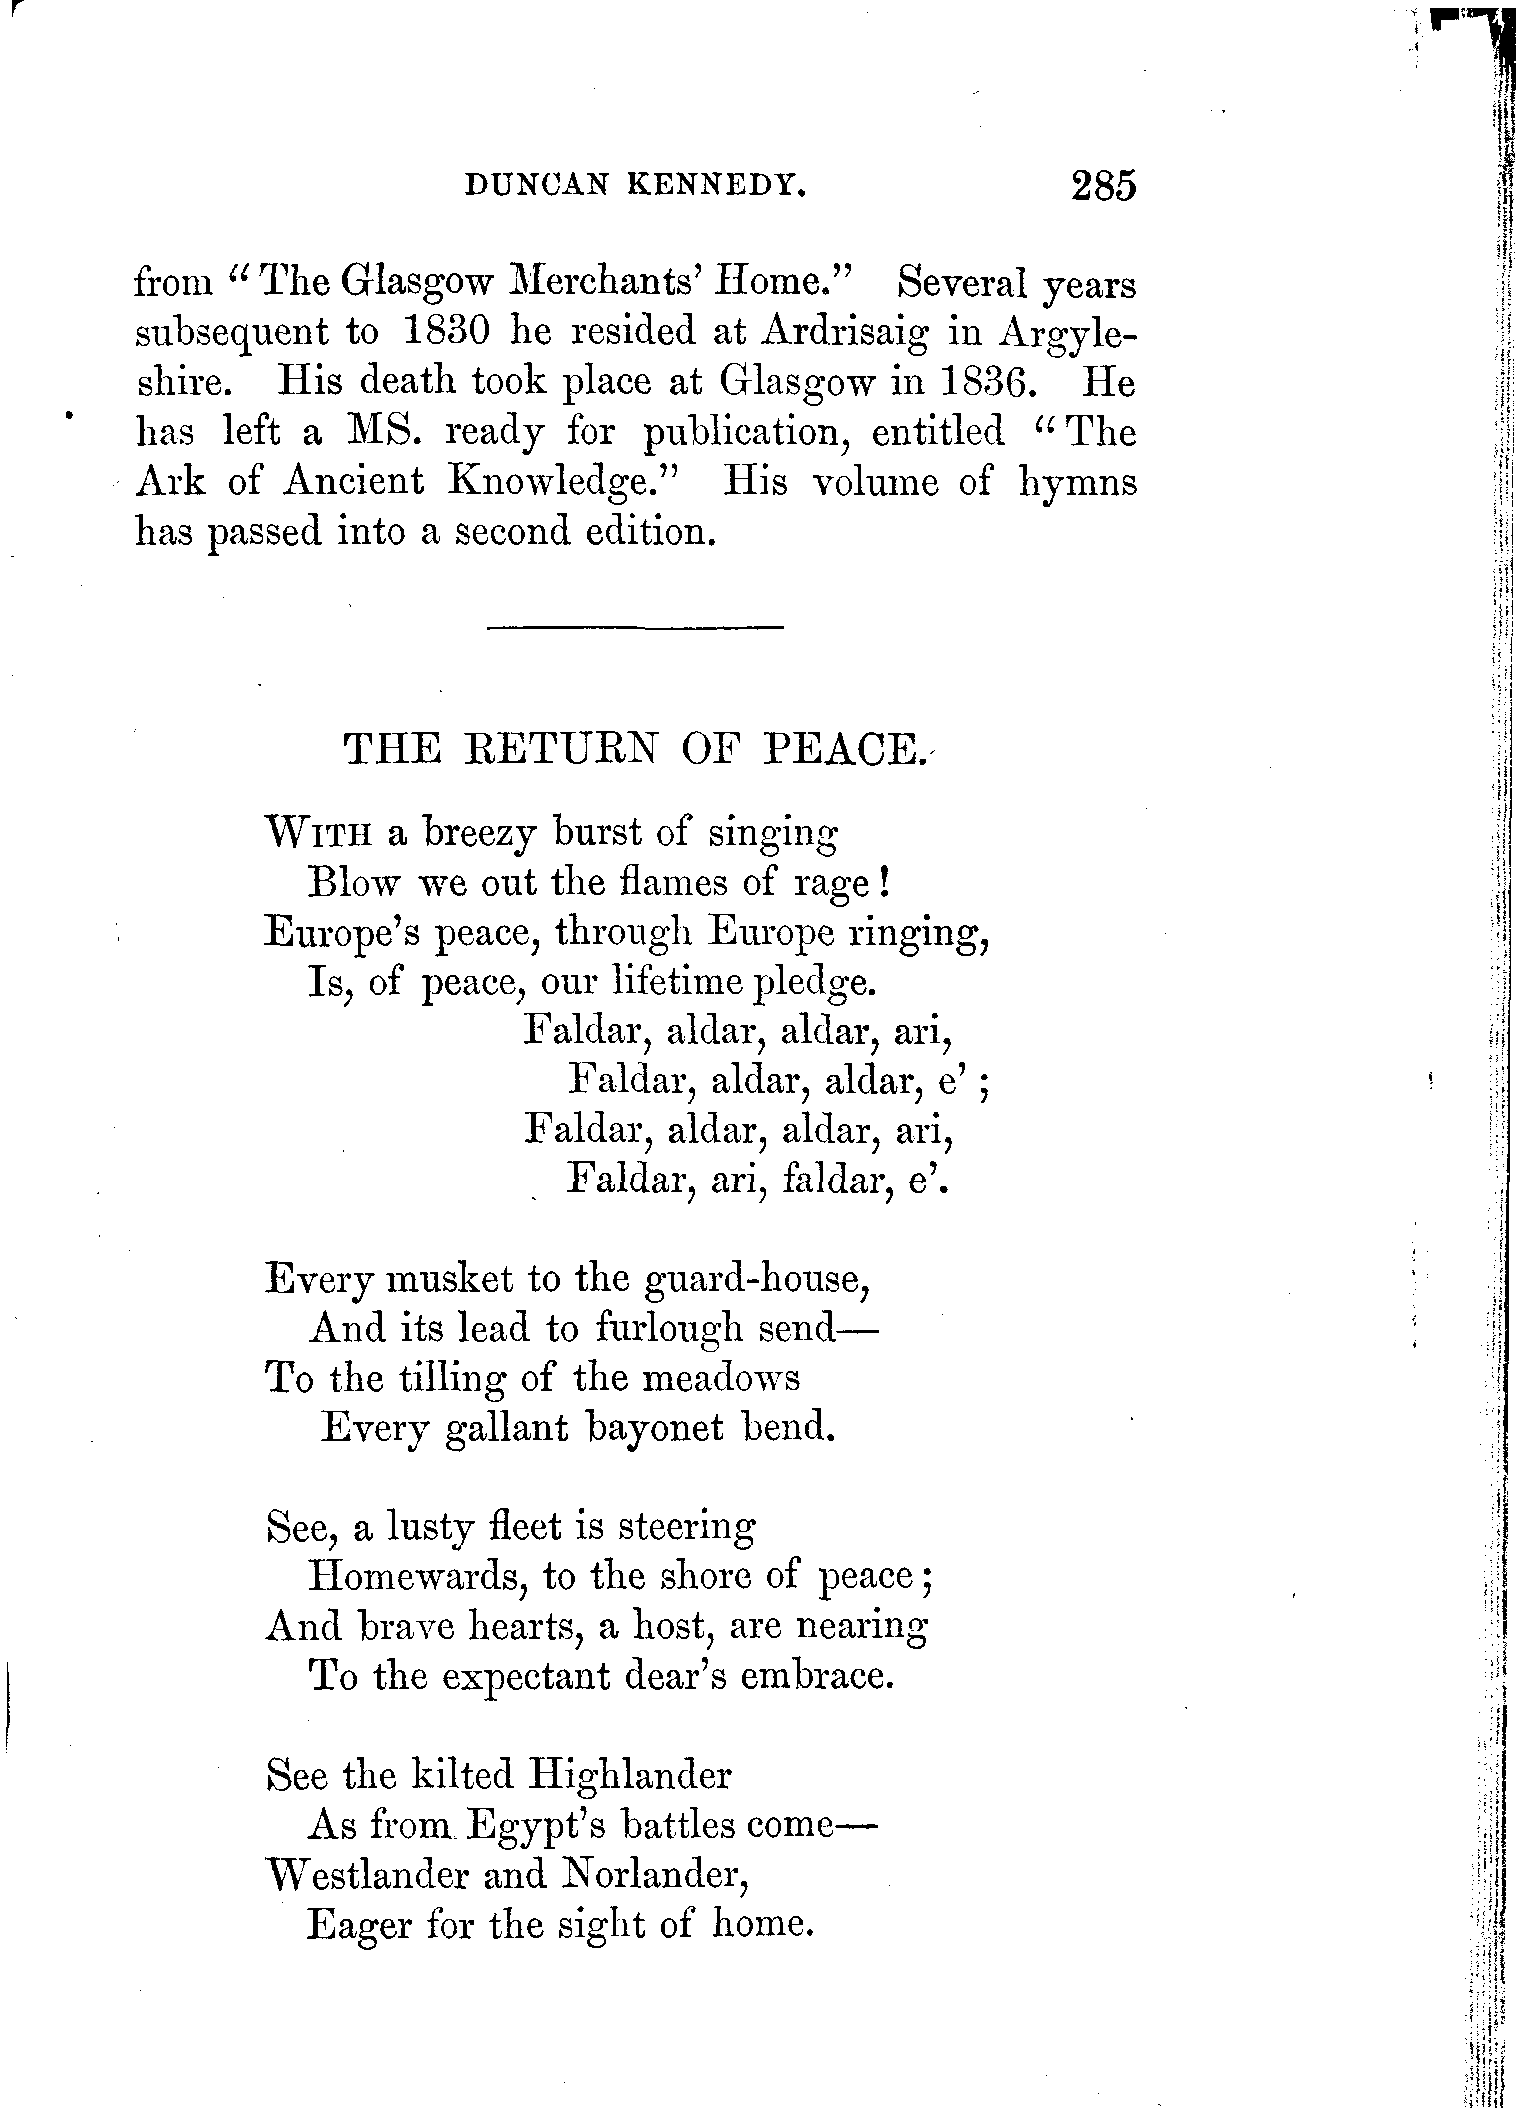 DUNCAN KENNEDY. 285
from "The Glasgow Merchants' Home." Several years
subsequent to 1830 he resided at Ardrisaig in Argyle-
shire. His death took place at Glasgow in 1836. He
has left a MS. ready for publication, entitled "The
Ark of Ancient Knowledge." His volume of hymns
has passed into a second edition.
THE RETURN OF PEACE.
WITH a breezy burst of singing
Blow we out the flames of rage!
Europe's peace, through Europe ringing,
Is, of peace, our lifetime pledge.
Faldar, aldar, aldar, ari,
Faldar, aldar, aldar, e';
Faldar, aldar, aldar, ari,
Faldar, ari, faldar, e'.
Every musket to the guard-house,
And its lead to furlough send—
To the tilling of the meadows
Every gallant bayonet bend.
See, a lusty fleet is steering
Homewards, to the shore of peace;
And brave hearts, a host, are nearing
To the expectant dear's embrace.
See the kilted Highlander
As from Egypt's battles come—
Westlander and Norlander,
Eager for the sight of home.